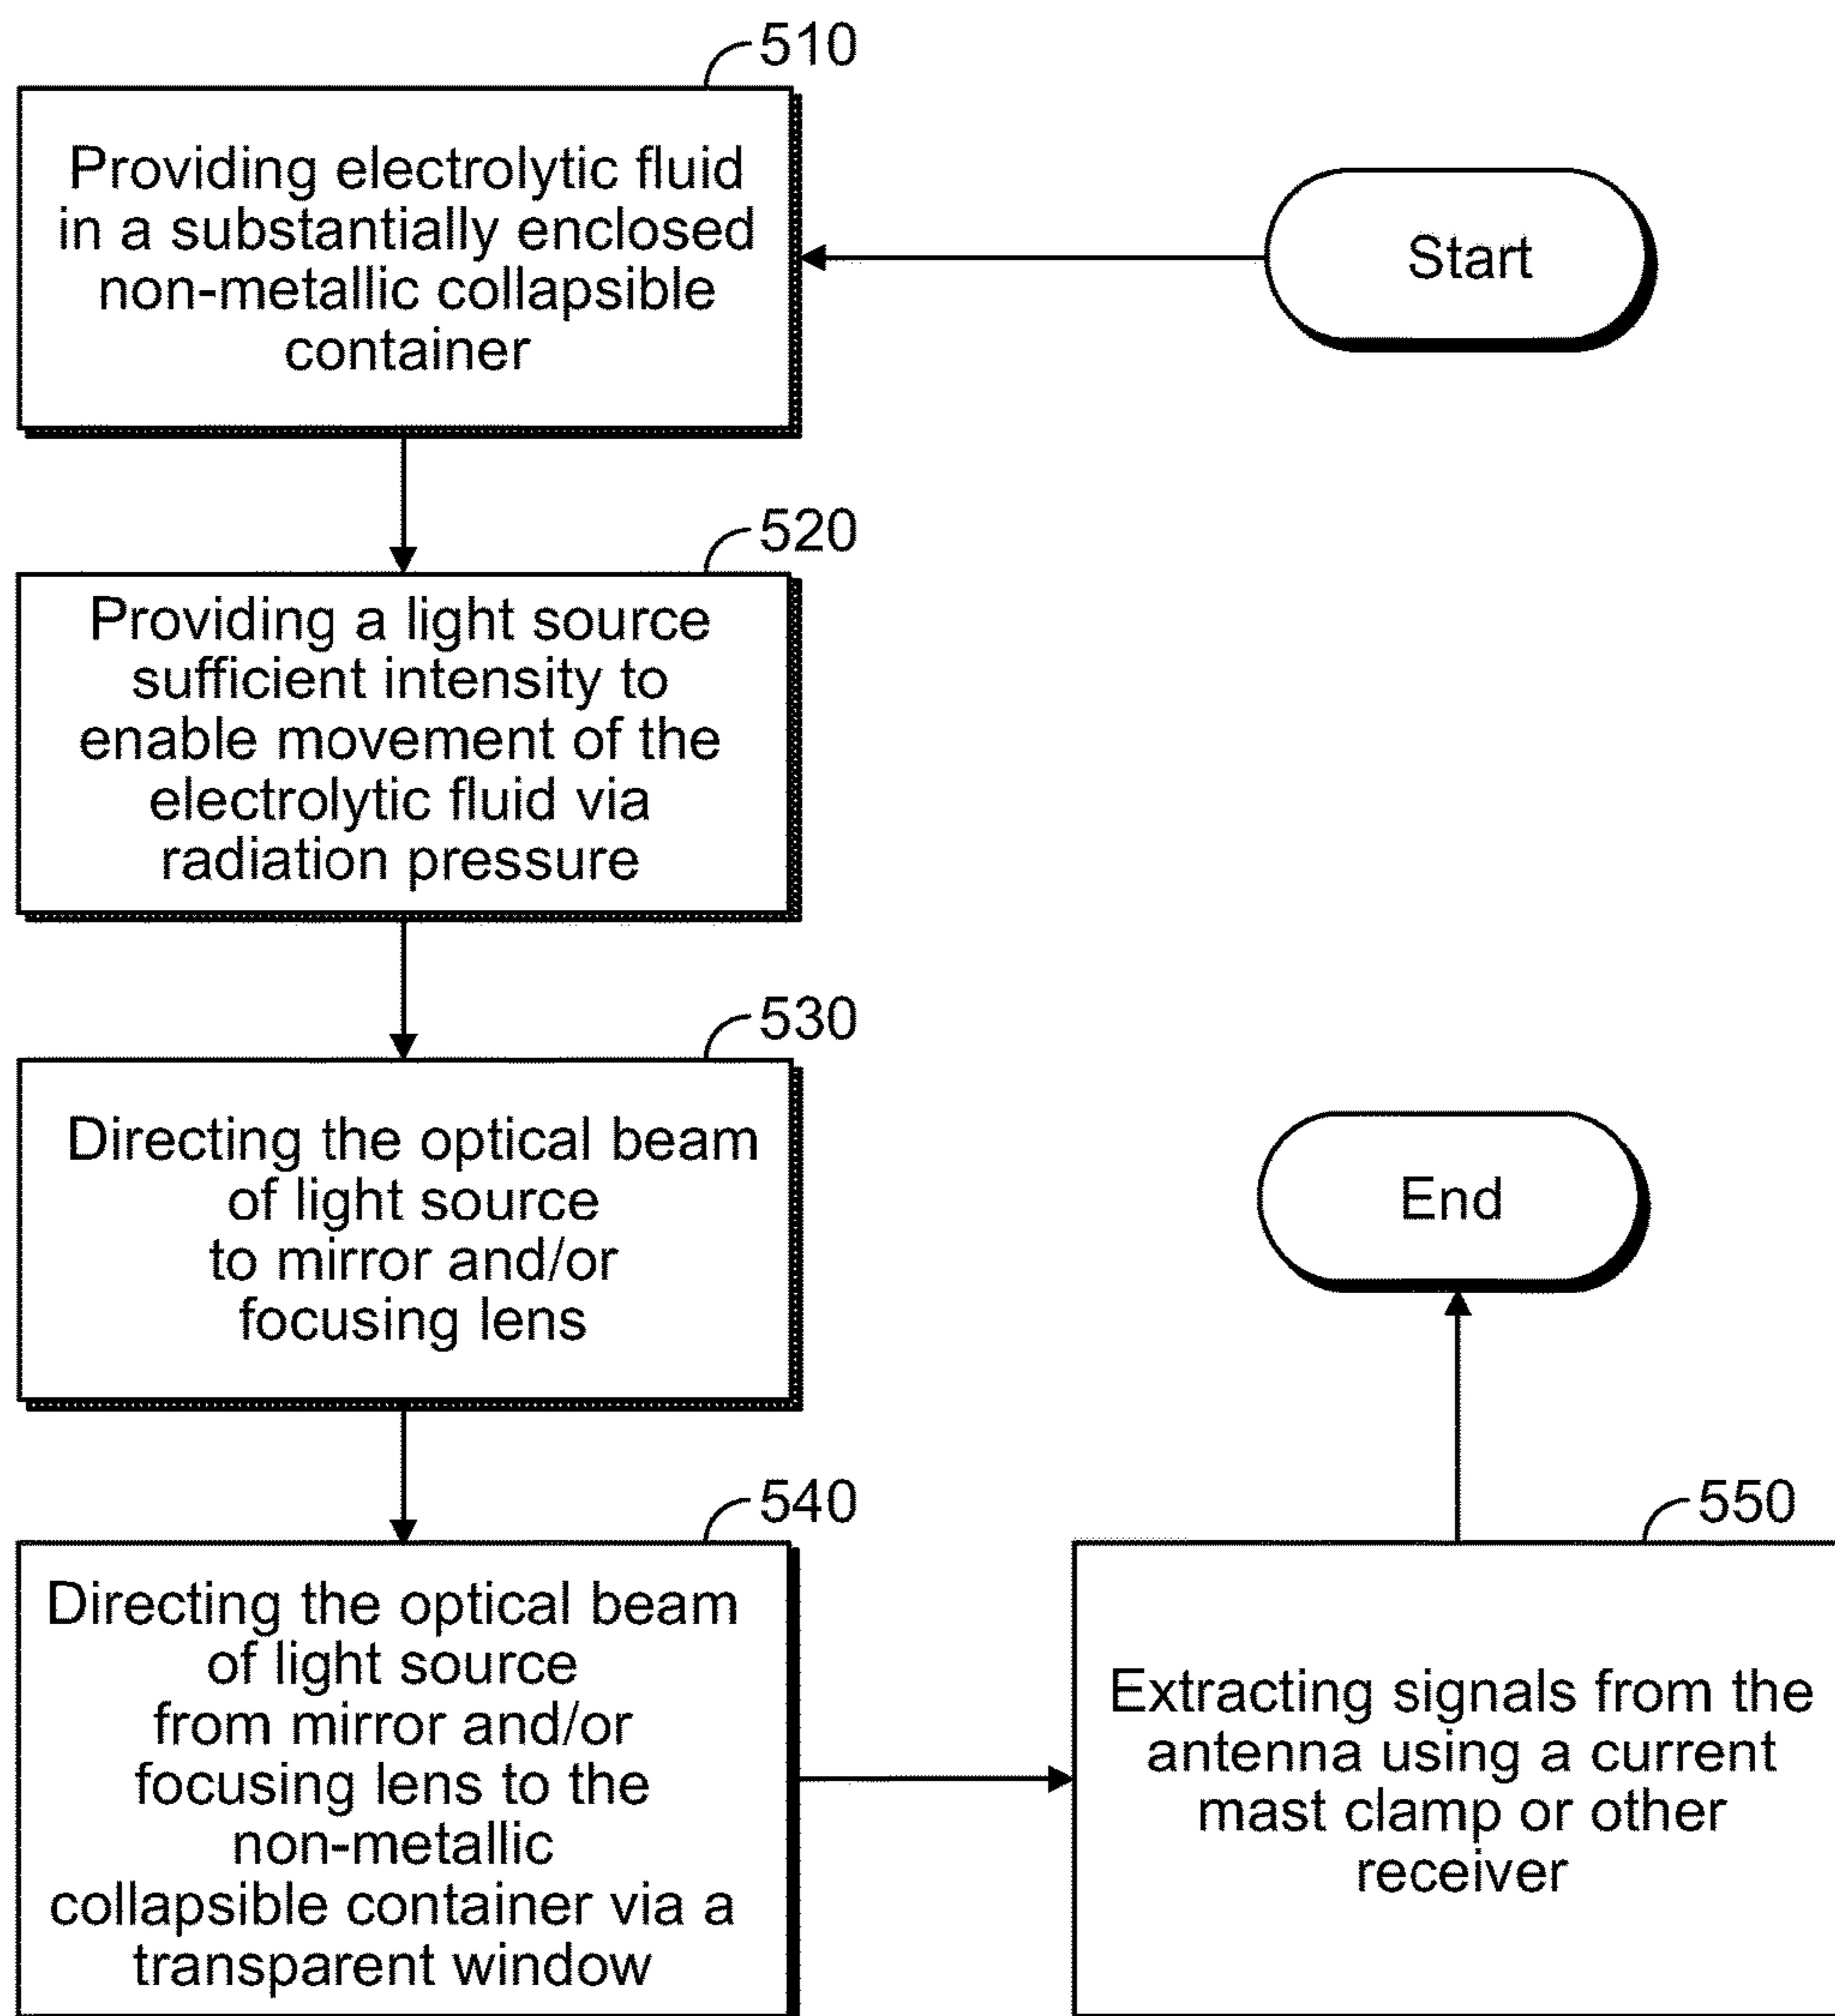 Start
510
Providing electrolytic fluid
in a substantially enclosed
non-metallic collapsible
container
520
Providing a light source
sufficient intensity to
enable movement of the
electrolytic fluid via
radiation pressure
530
Directing the optical beam
of light source
to mirror and/or
focusing lens
540
Directing the optical beam
of light source
from mirror and/or
focusing lens to the
non-metallic
collapsible container via a
transparent window
550
Extracting signals from the
antenna using a current
mast clamp or other
receiver
End